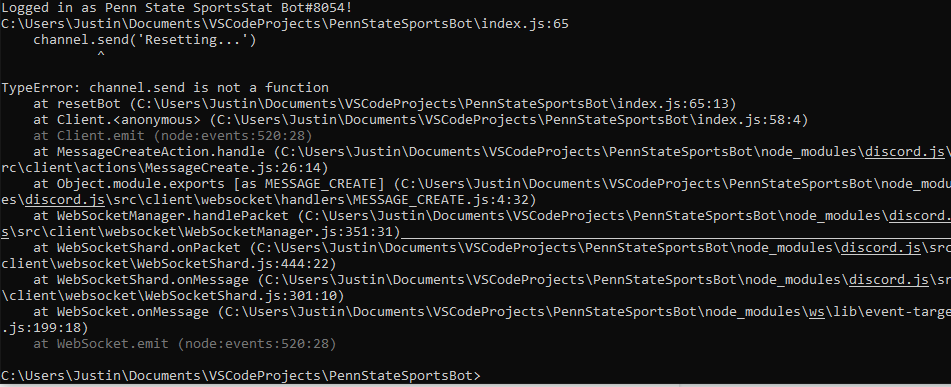 Logged in as Penn State SportsStat Bot#8054!
C:\Users\Justin\Documents\VSCodeProjects\PennStateSportsBot\index.js:65
    channel.send('Resetting...')
            ^
TypeError: channel.send is not a function
    at resetBot (C:\Users\Justin\Documents\VSCodeProjects\PennStateSportsBot\index.js:65:13)
    at Client.<anonymous> (C:\Users\Justin\Documents\VSCodeProjects\PennStateSportsBot\index.js:58:4)
    at Client.emit (node:events:520:28)
    at MessageCreateAction.handle (C:\Users\Justin\Documents\VSCodeProjects\PennStateSportsBot\node_modules\discord.js\
rc\client\actions\MessageCreate.js:26:14)
    at Object.module.exports [as MESSAGE_CREATE] (C:\Users\Justin\Documents\VSCodeProjects\PennStateSportsBot\node_modu
es\discord.js\src\client\websocket\handlers\MESSAGE_CREATE.js:4:32)
    at WebSocketManager.handlePacket (C:\Users\Justin\Documents\VSCodeProjects\PennStateSportsBot\node_modules\discord.
s\src\client\websocket\WebSocketManager.js:351:31)
    at WebSocketShard.onPacket (C:\Users\Justin\Documents\VSCodeProjects\PennStateSportsBot\node_modules\discord.js\src
client\websocket\WebSocketShard.js:444:22)
    at WebSocketShard.onMessage (C:\Users\Justin\Documents\VSCodeProjects\PennStateSportsBot\node_modules\discord.js\sr
\client\websocket\WebSocketShard.js:301:10)
    at WebSocket.onMessage (C:\Users\Justin\Documents\VSCodeProjects\PennStateSportsBot\node_modules\ws\lib\event-targe
.js:199:18)
    at WebSocket.emit (node:events:520:28)
C:\Users\Justin\Documents\VSCodeProjects\PennStateSportsBot>